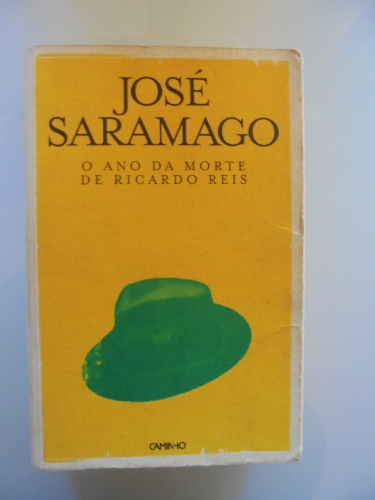 JOSÉ
SARAMAGO
O ANO DA MORTE
DE RICARDO REIS
CAMINHO